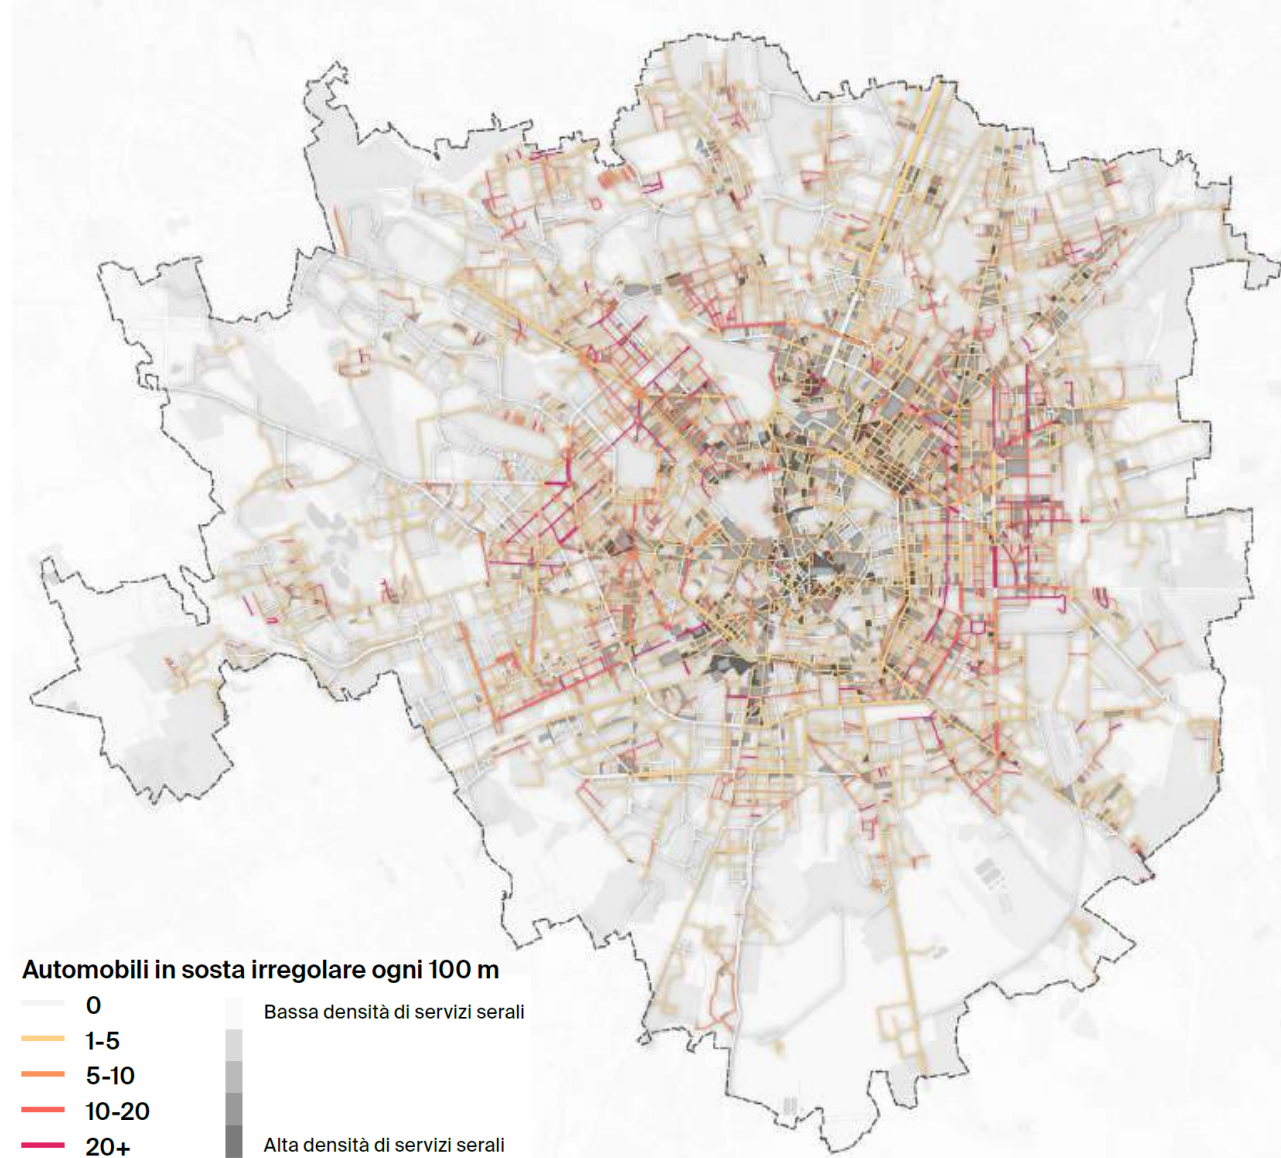 Automobili in sosta irregolare ogni 100 m
0
1-5
5-10
10-20
20+
Bassa densità di servizi serali
Alta densità di servizi serali